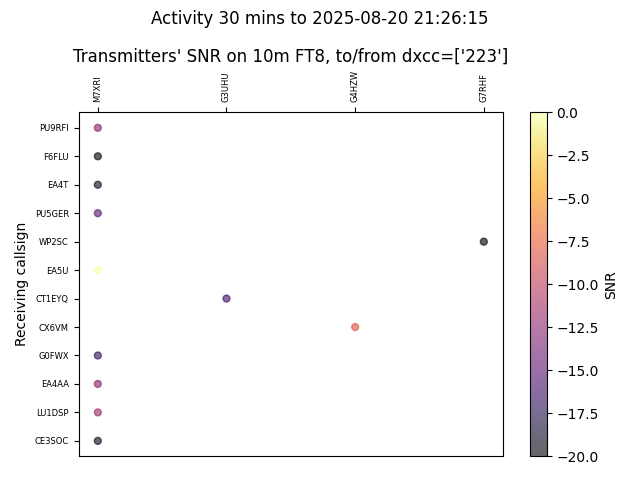 Activity 30 mins to 2025-08-20 21:26:15
Transmitters' SNR on 10m FT8, to/from dxcc=['223']
M7XRI
G3UHU
G4HZW
G7RHF
PU9RFI
F6FLU
EA4T
PU5GER
WP2SC
EA5U
CT1EYQ
CX6VM
G0FWX
EA4AA
LU1DSP
CE3SOC
Receiving callsign
0.0
−2.5
−5.0
−7.5
−10.0
−12.5
−15.0
−17.5
−20.0
SNR